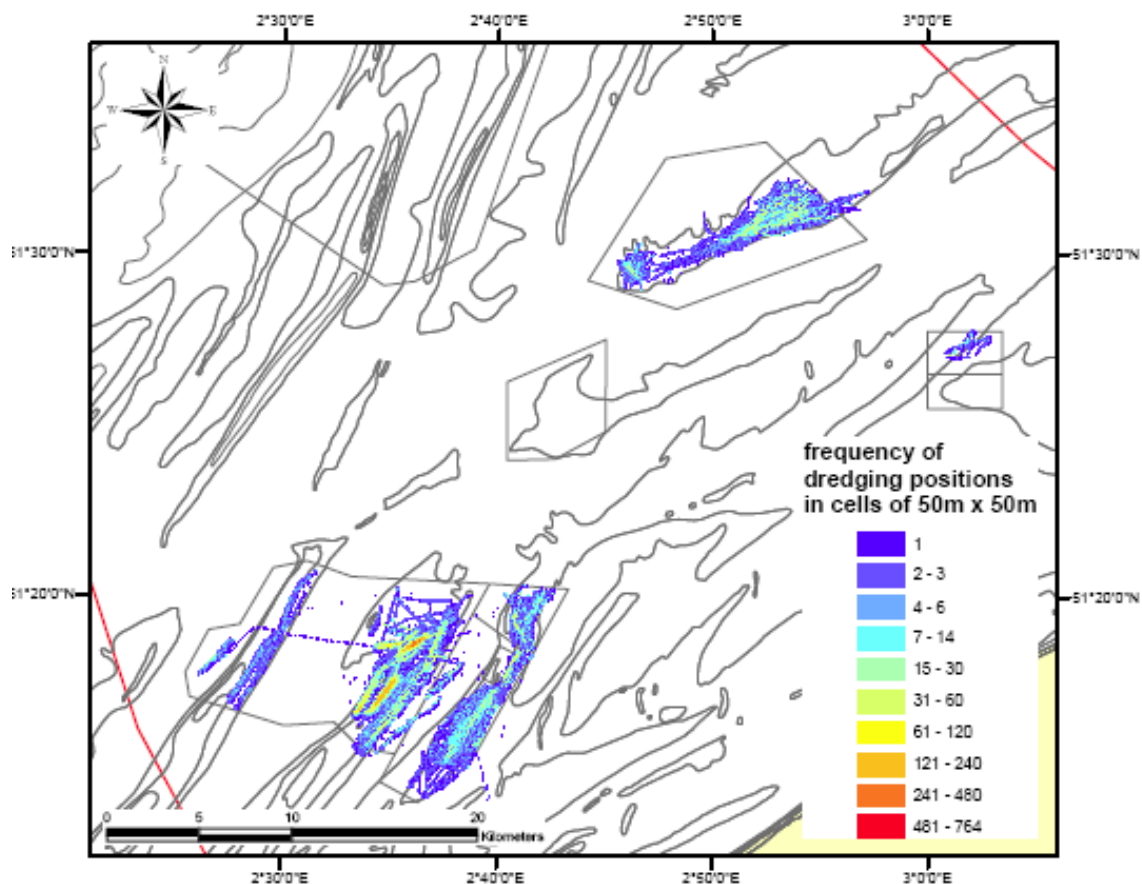 2°30'0"E 2°40'0"E 2°50'0"E 3°0'0"E
N
W E
S
51°30'0"N 51°30'0"N
frequency of
dredging positions
in cells of 50m x 50m
1
2 - 3
51°20'0"N 51°20'0"N
4 - 6
7 - 14
15 - 30
31 - 60
61 - 120
121 - 240
241 - 480
481 - 764
0 5 10 20
Kilometers
2°30'0"E 2°40'0"E 2°50'0"E 3°0'0"E